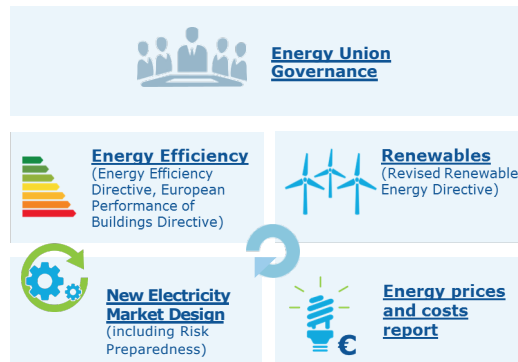 Energy Union
Governance
Energy Efficiency
(Energy Efficiency
Directive, European
Performance of
Buildings Directive)
Renewables
(Revised Renewable
Energy Directive)
New Electricity
Market Design
(including Risk
Preparedness)
€
Energy prices
and costs
report